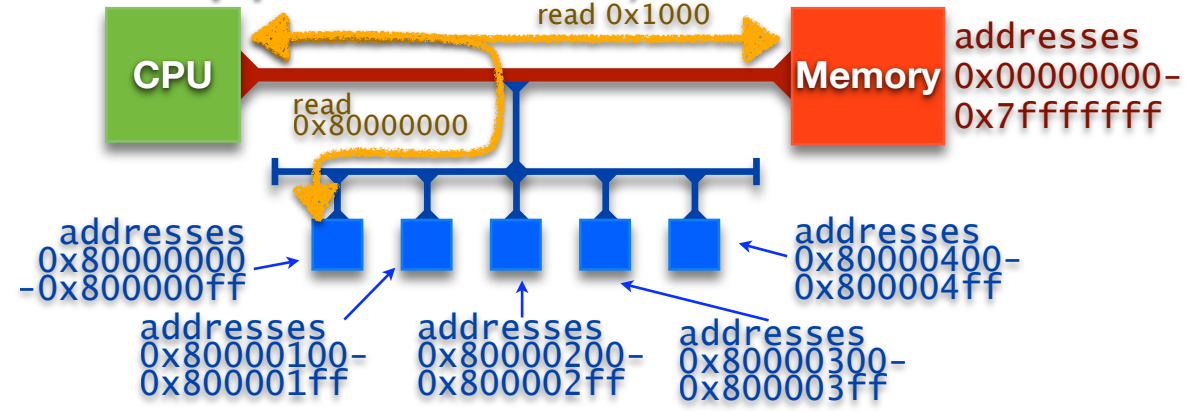 read 0x1000
CPU
Memory
addresses
0x00000000-
0x7fffffff
read
0x80000000
addresses
0x80000000
-0x800000ff
addresses
0x80000100-
0x800001ff
addresses
0x80000200-
0x800002ff
addresses
0x80000300-
0x800003ff
addresses
0x80000400-
0x800004ff